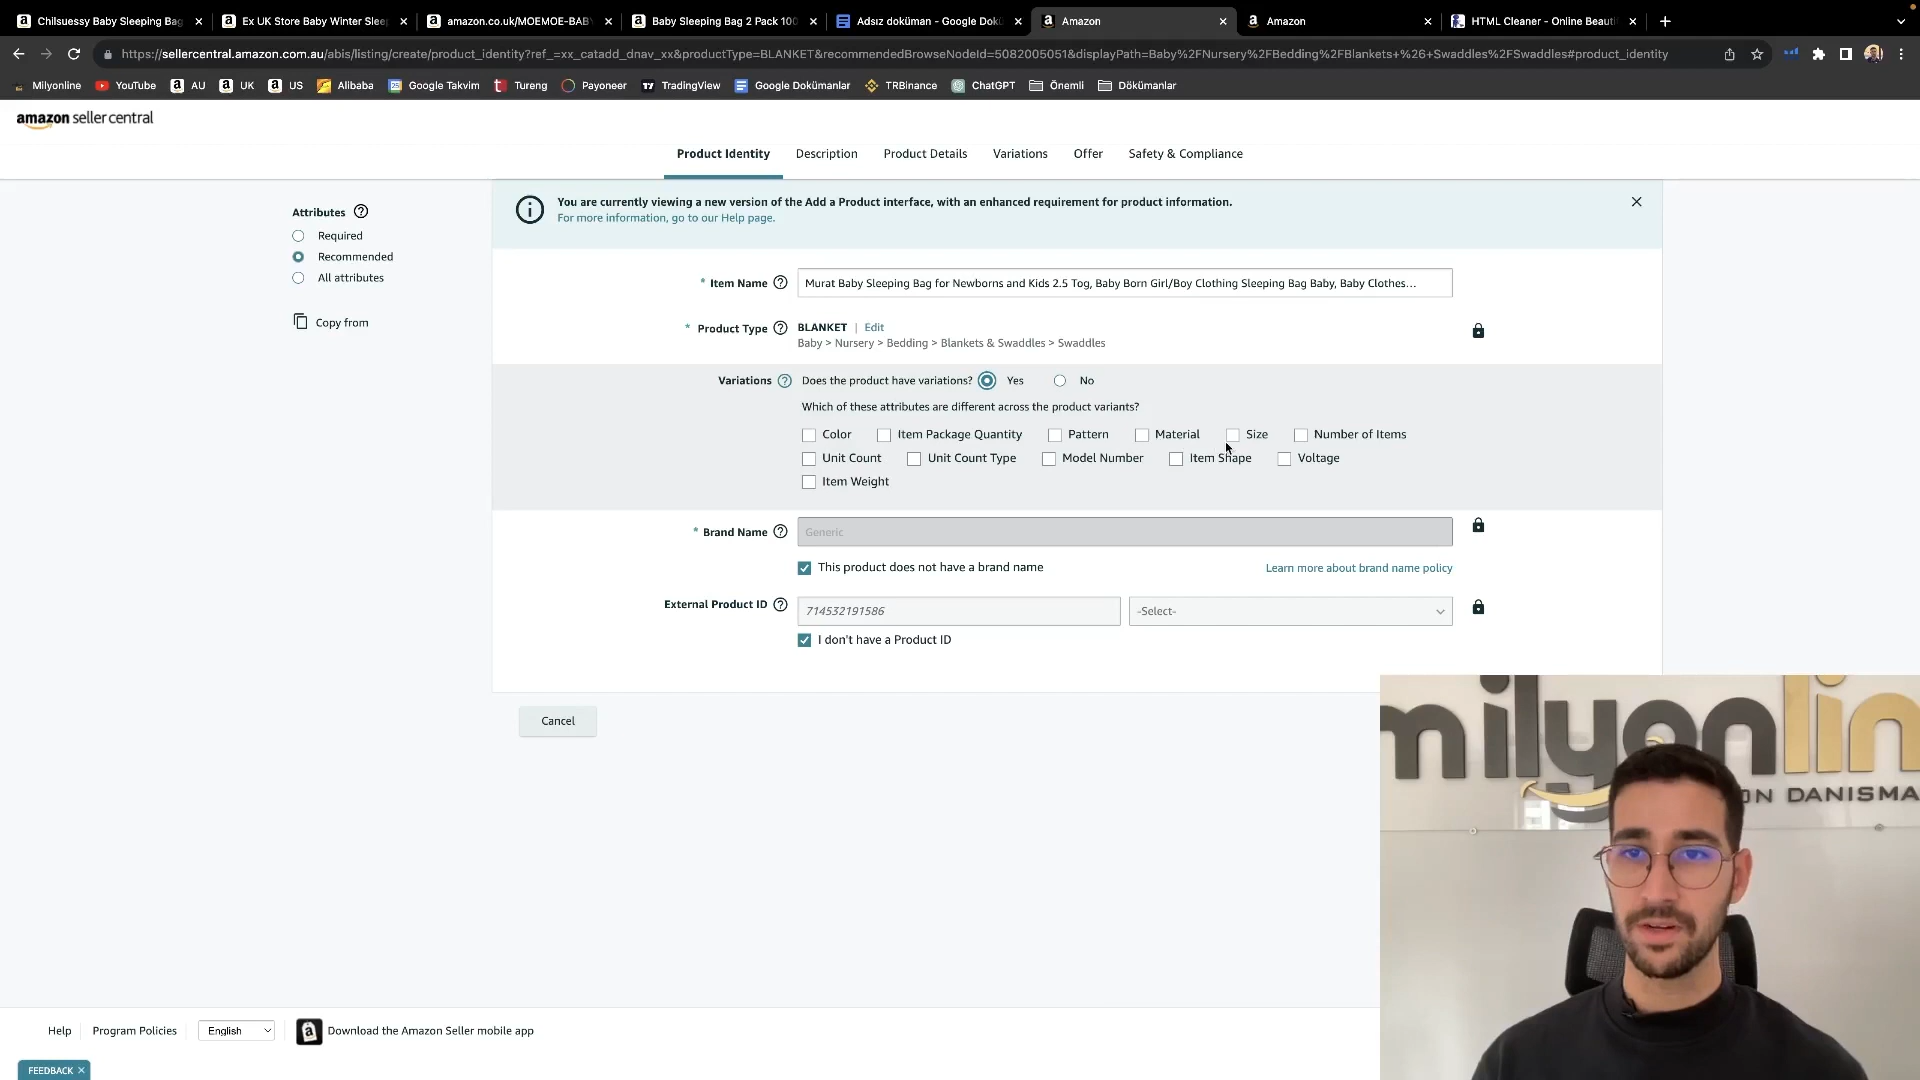 Chilsuessy Baby Sleeping Bag
Ex UK Store Baby Winter Slee
amazon.co.uk/MOEMOE-BABY
Baby Sleeping Bag 2 Pack 100
Adsız doküman - Google Dokü
Amazon
Amazon
HTML Cleaner - Online Beauti
https://sellercentral.amazon.com.au/abis/listing/create/product_identity?ref_=xx_catadd_dnav_xx&productType=BLANKET&recommendedBrowseNodeId=5082005051&displayPath=Baby%2FNursery%2FBedding%2FBlankets+%26+Swaddles%2FSwaddles#product_identity
Milyonline
YouTube
AU
UK
US
Alibaba
Google Takvim
Tureng
Payoneer
TradingView
Google Dokümanlar
TRBinance
ChatGPT
Önemli
Dökümanlar
amazon seller central
Product Identity
Description
Product Details
Variations
Offer
Safety & Compliance
Attributes
Required
Recommended
All attributes
Copy from
You are currently viewing a new version of the Add a Product interface, with an enhanced requirement for product information.
For more information, go to our Help page.
* Item Name
Murat Baby Sleeping Bag for Newborns and Kids 2.5 Tog, Baby Born Girl/Boy Clothing Sleeping Bag Baby, Baby Clothes...
* Product Type
BLANKET | Edit
Baby > Nursery > Bedding > Blankets & Swaddles > Swaddles
Variations
Does the product have variations? Yes No
Which of these attributes are different across the product variants?
Color Item Package Quantity Pattern Material Size Number of Items
Unit Count Unit Count Type Model Number Item Shape Voltage
Item Weight
* Brand Name
Generic
This product does not have a brand name
Learn more about brand name policy
External Product ID
714532191586
-Select-
I don't have a Product ID
Cancel
milyonlin
ON DANIŞMA
Help
Program Policies
English
Download the Amazon Seller mobile app
FEEDBACK